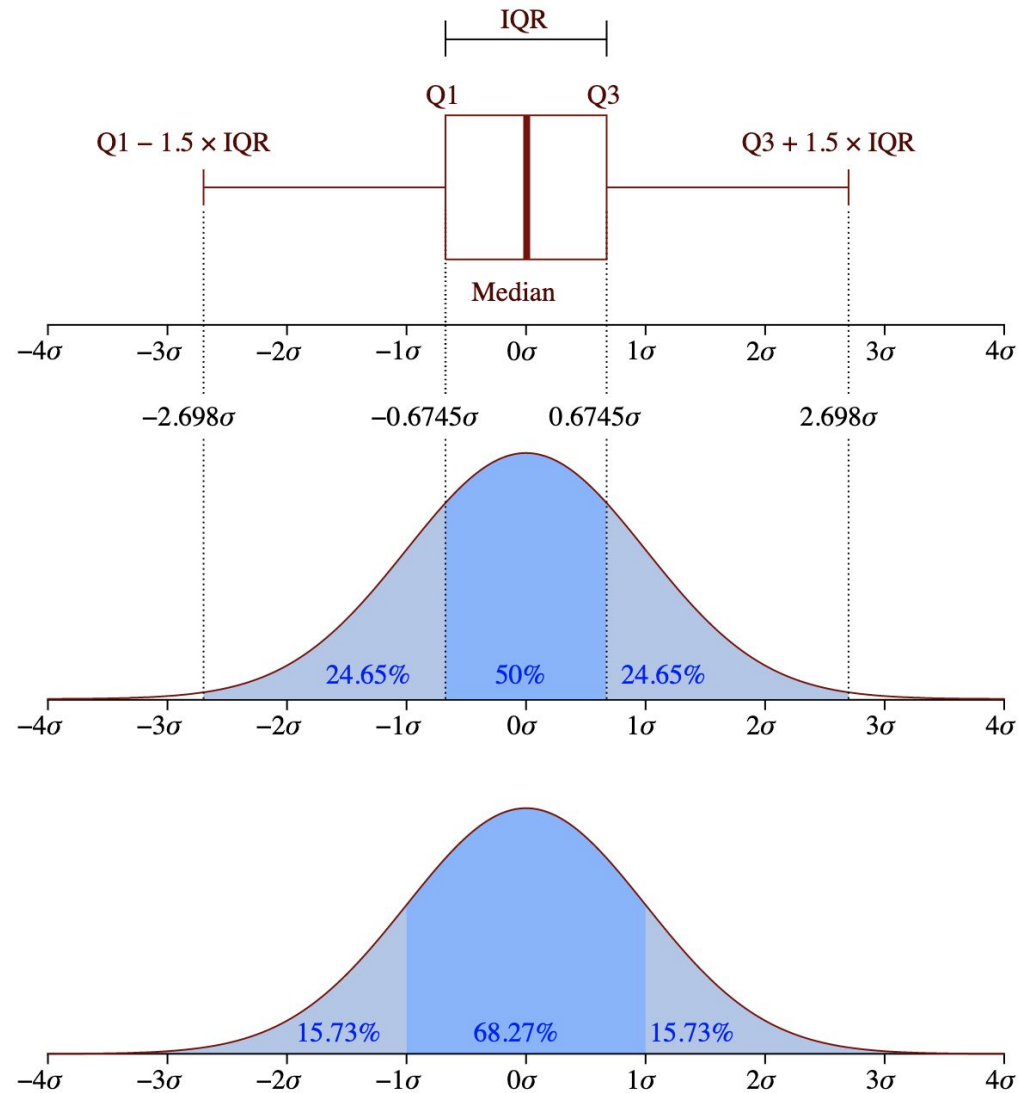 IQR
Q1 Q3
Q1 − 1.5 × IQR Q3 + 1.5 × IQR
Median
−4σ −3σ −2σ −1σ 0σ 1σ 2σ 3σ 4σ
−2.698σ −0.6745σ 0.6745σ 2.698σ
24.65% 50% 24.65%
−4σ −3σ −2σ −1σ 0σ 1σ 2σ 3σ 4σ
15.73% 68.27% 15.73%
−4σ −3σ −2σ −1σ 0σ 1σ 2σ 3σ 4σ